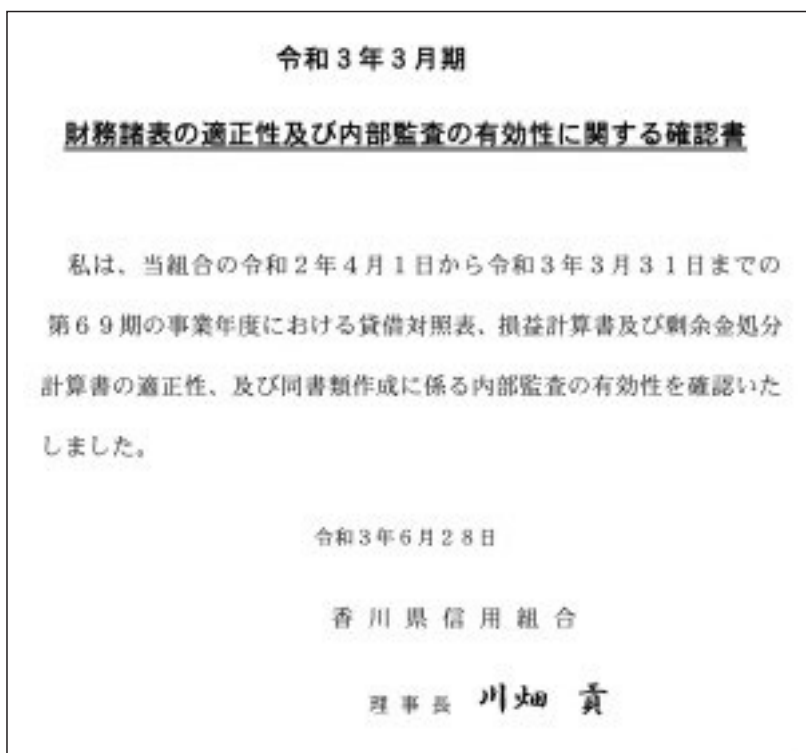 令和３年３月期
財務諸表の適正性及び内部監査の有効性に関する確認書
私は、当組合の令和２年４月１日から令和３年３月３１日までの
第６９期の事業年度における貸借対照表、損益計算書及び剰余金処分
計算書の適正性、及び同書類作成に係る内部監査の有効性を確認いた
しました。
令和３年６月２８日
香川県信用組合
理事長 川畑 貢